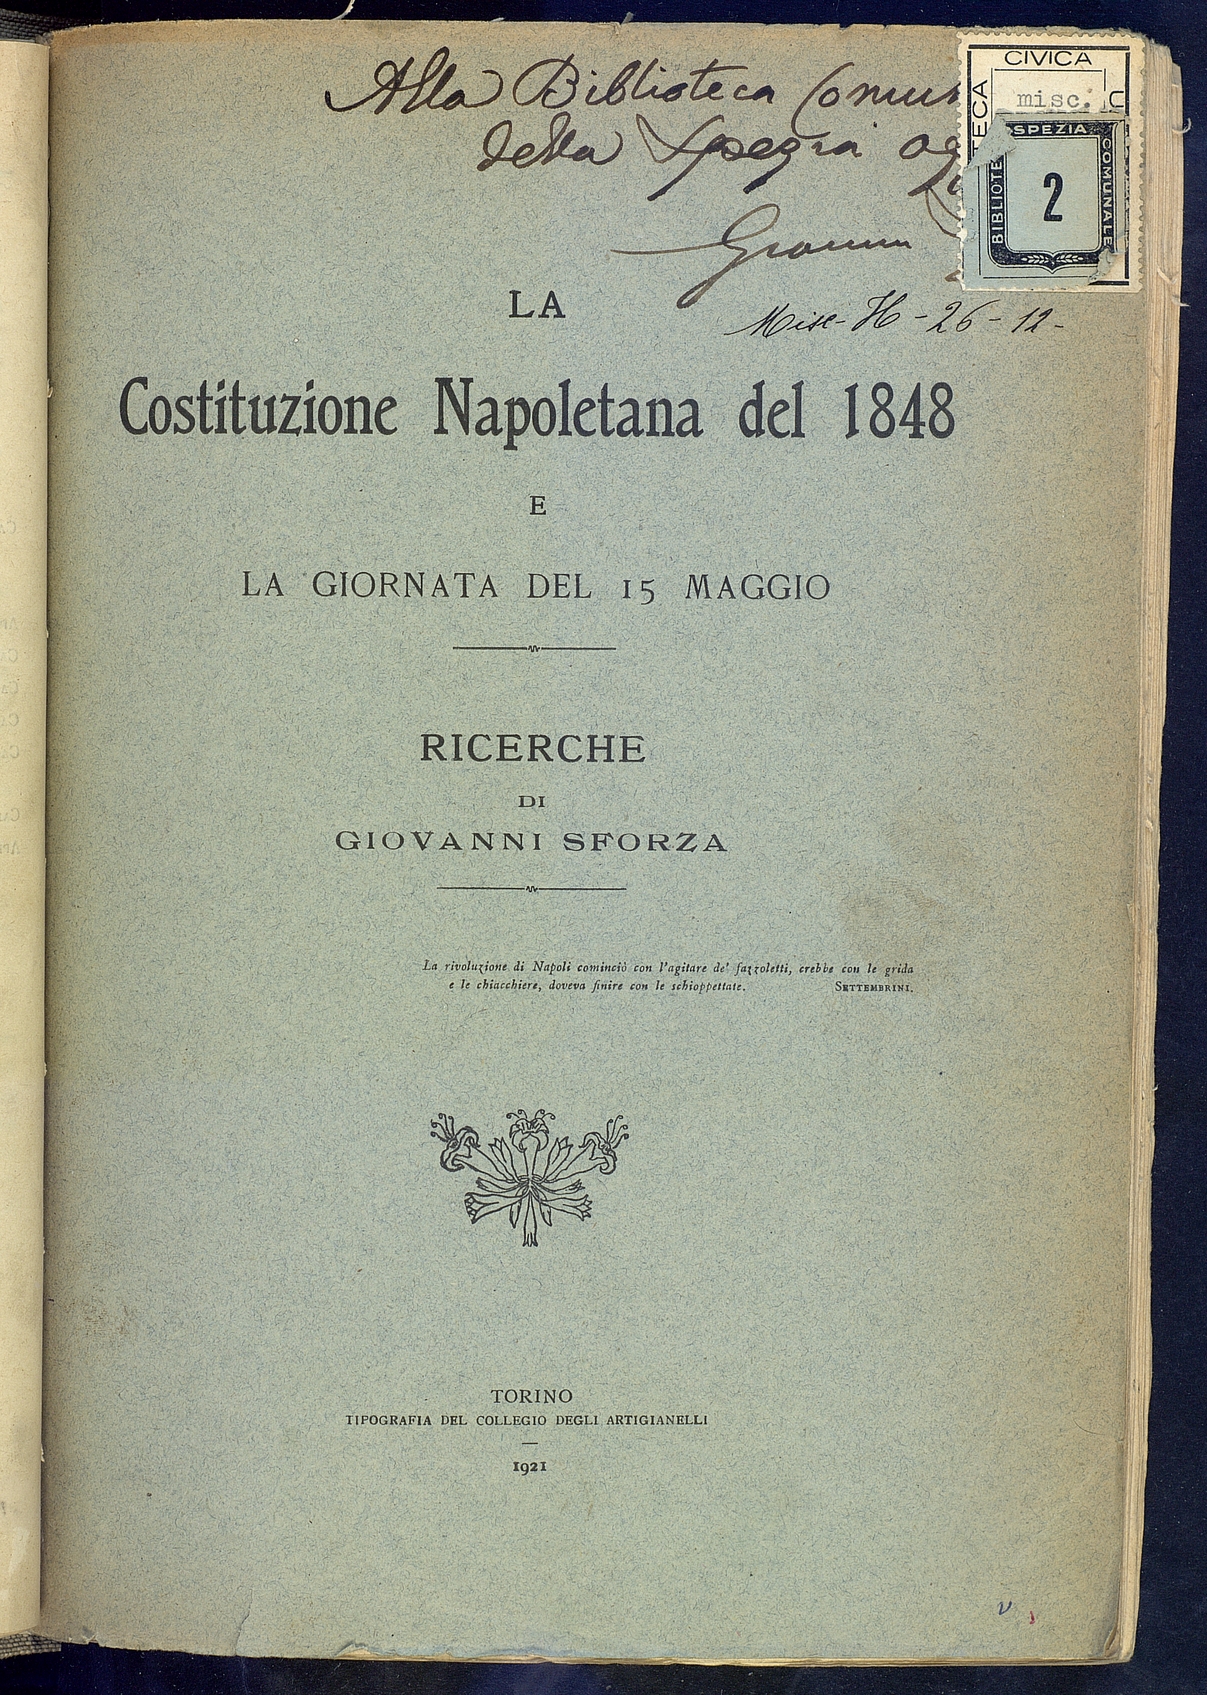 Alla Biblioteca Comun
della Spezia
CIVICA
TECA
misc.
C
SPEZIA
BIBLIOTE
COMUNALE
2
Misc - H - 26 - 12 -
LA
Costituzione Napoletana del 1848
E
LA GIORNATA DEL 15 MAGGIO
RICERCHE
DI
GIOVANNI SFORZA
La rivoluzione di Napoli cominciò con l'agitare de' fazzoletti, crebbe con le grida
e le chiacchiere, doveva finire con le schioppettate. SETTEMBRINI.
TORINO
TIPOGRAFIA DEL COLLEGIO DEGLI ARTIGIANELLI
1921